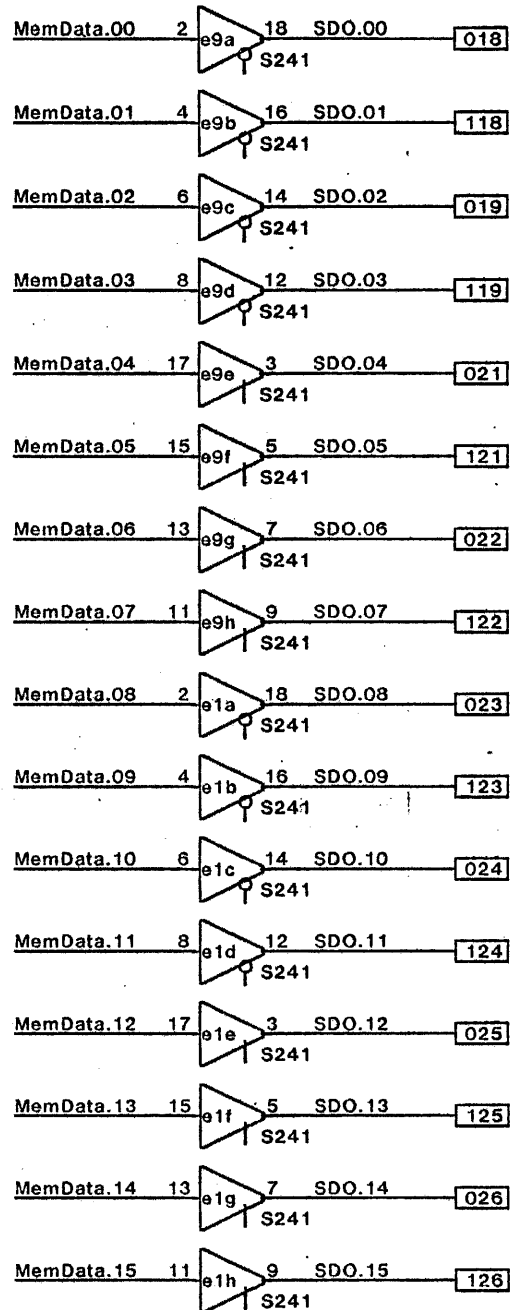 MemData.00 2 e9a 18 SDO.00 018
S241
MemData.01 4 e9b 16 SDO.01 118
S241
MemData.02 6 e9c 14 SDO.02 019
S241
MemData.03 8 e9d 12 SDO.03 119
S241
MemData.04 17 e9e 3 SDO.04 021
S241
MemData.05 15 e9f 5 SDO.05 121
S241
MemData.06 13 e9g 7 SDO.06 022
S241
MemData.07 11 e9h 9 SDO.07 122
S241
MemData.08 2 e1a 18 SDO.08 023
S241
MemData.09 4 e1b 16 SDO.09 123
S241
MemData.10 6 e1c 14 SDO.10 024
S241
MemData.11 8 e1d 12 SDO.11 124
S241
MemData.12 17 e1e 3 SDO.12 025
S241
MemData.13 15 e1f 5 SDO.13 125
S241
MemData.14 13 e1g 7 SDO.14 026
S241
MemData.15 11 e1h 9 SDO.15 126
S241